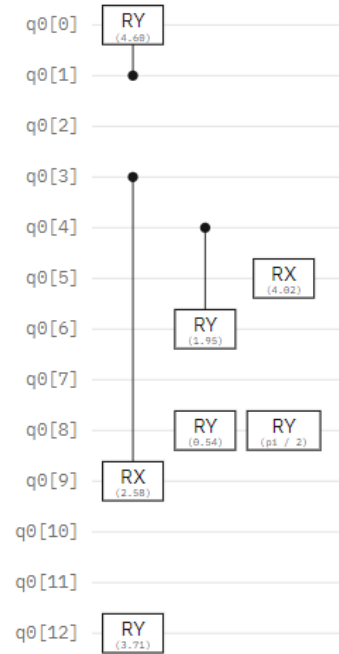 q0[0] RY
(4.60)
q0[1]
q0[2]
q0[3]
q0[4]
q0[5] RX
(4.02)
q0[6] RY
(1.95)
q0[7]
q0[8] RY RY
(0.54) (pi / 2)
q0[9] RX
(2.58)
q0[10]
q0[11]
q0[12] RY
(3.71)